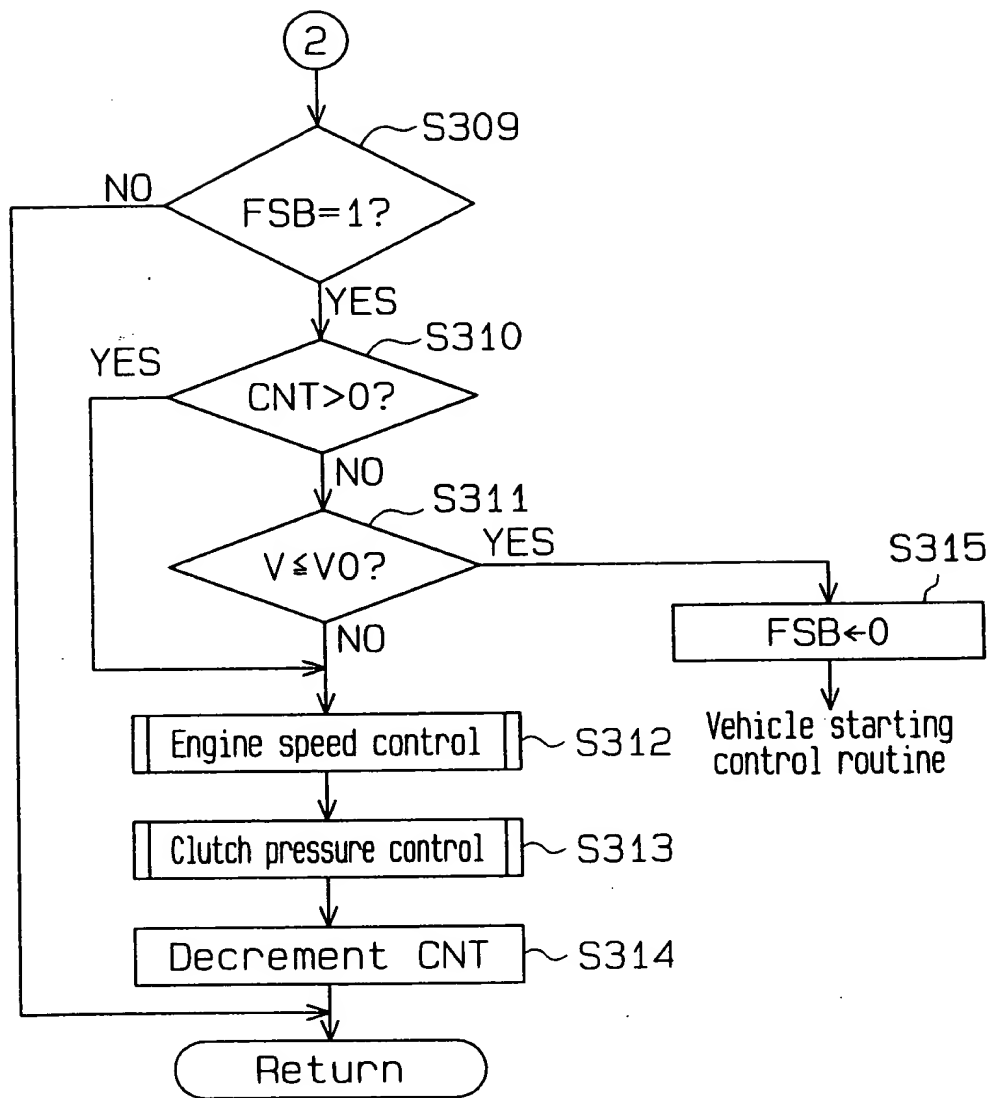 2
S309
NO
FSB=1?
YES
S310
YES
CNT>0?
NO
S311
YES
V≦V0?
S315
NO
FSB←0
Engine speed control
S312
Vehicle starting
control routine
Clutch pressure control
S313
Decrement CNT
S314
Return